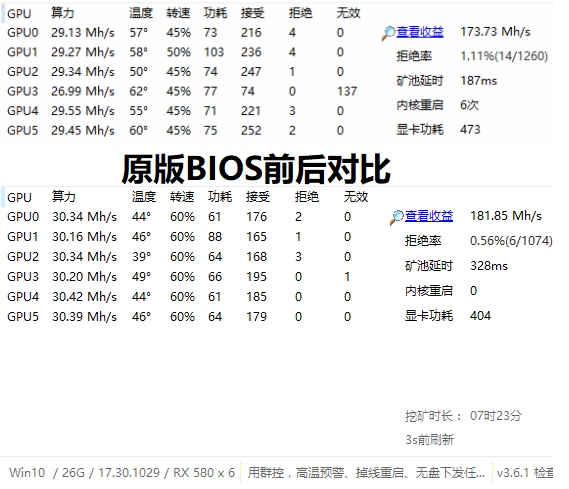 GPU 算力 温度 转速 功耗 接受 拒绝 无效
GPU0 29.13 Mh/s 57° 45% 73 216 4 0 查看收益 173.73 Mh/s
GPU1 29.27 Mh/s 58° 50% 103 236 4 0 拒绝率 1.11%(14/1260)
GPU2 29.34 Mh/s 50° 45% 74 247 1 0 矿池延时 187ms
GPU3 26.99 Mh/s 62° 45% 77 74 0 137 内核重启 6次
GPU4 29.55 Mh/s 55° 45% 71 221 3 0 显卡功耗 473
GPU5 29.45 Mh/s 60° 45% 75 252 2 0
原版BIOS前后对比
GPU 算力 温度 转速 功耗 接受 拒绝 无效
GPU0 30.34 Mh/s 44° 60% 61 176 2 0 查看收益 181.85 Mh/s
GPU1 30.16 Mh/s 46° 60% 88 165 1 0 拒绝率 0.56%(6/1074)
GPU2 30.34 Mh/s 39° 60% 64 168 3 0 矿池延时 328ms
GPU3 30.20 Mh/s 49° 60% 66 195 0 1 内核重启 0
GPU4 30.42 Mh/s 44° 60% 61 185 0 0 显卡功耗 404
GPU5 30.39 Mh/s 46° 60% 64 179 0 0
挖矿时长： 07时23分
3s前刷新
Win10 / 26G / 17.30.1029 / RX 580 x 6 用群控，高温预警、掉线重启、无盘下发任... v3.6.1 检查